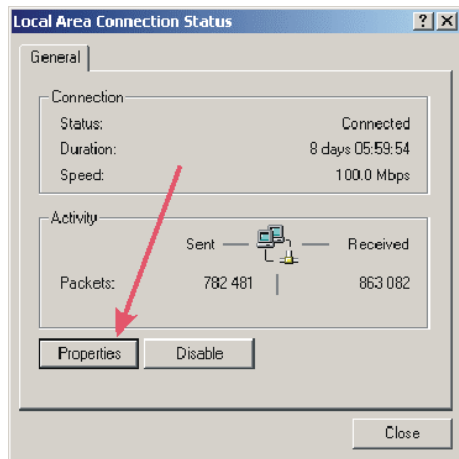 Local Area Connection Status
General
Connection
Status: Connected
Duration: 8 days 05:59:54
Speed: 100.0 Mbps
Activity
Sent Received
Packets: 782 481 863 082
Properties Disable
Close